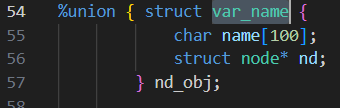 54 %union { struct var_name {
55 char name[100];
56 struct node* nd;
57 } nd_obj;